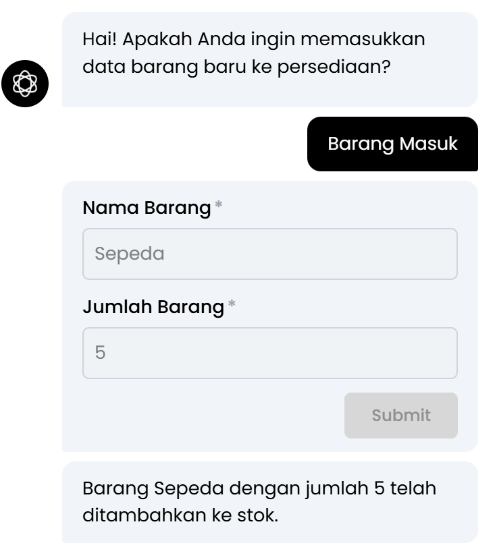 Hai! Apakah Anda ingin memasukkan
data barang baru ke persediaan?
Barang Masuk
Nama Barang *
Sepeda
Jumlah Barang *
5
Submit
Barang Sepeda dengan jumlah 5 telah
ditambahkan ke stok.